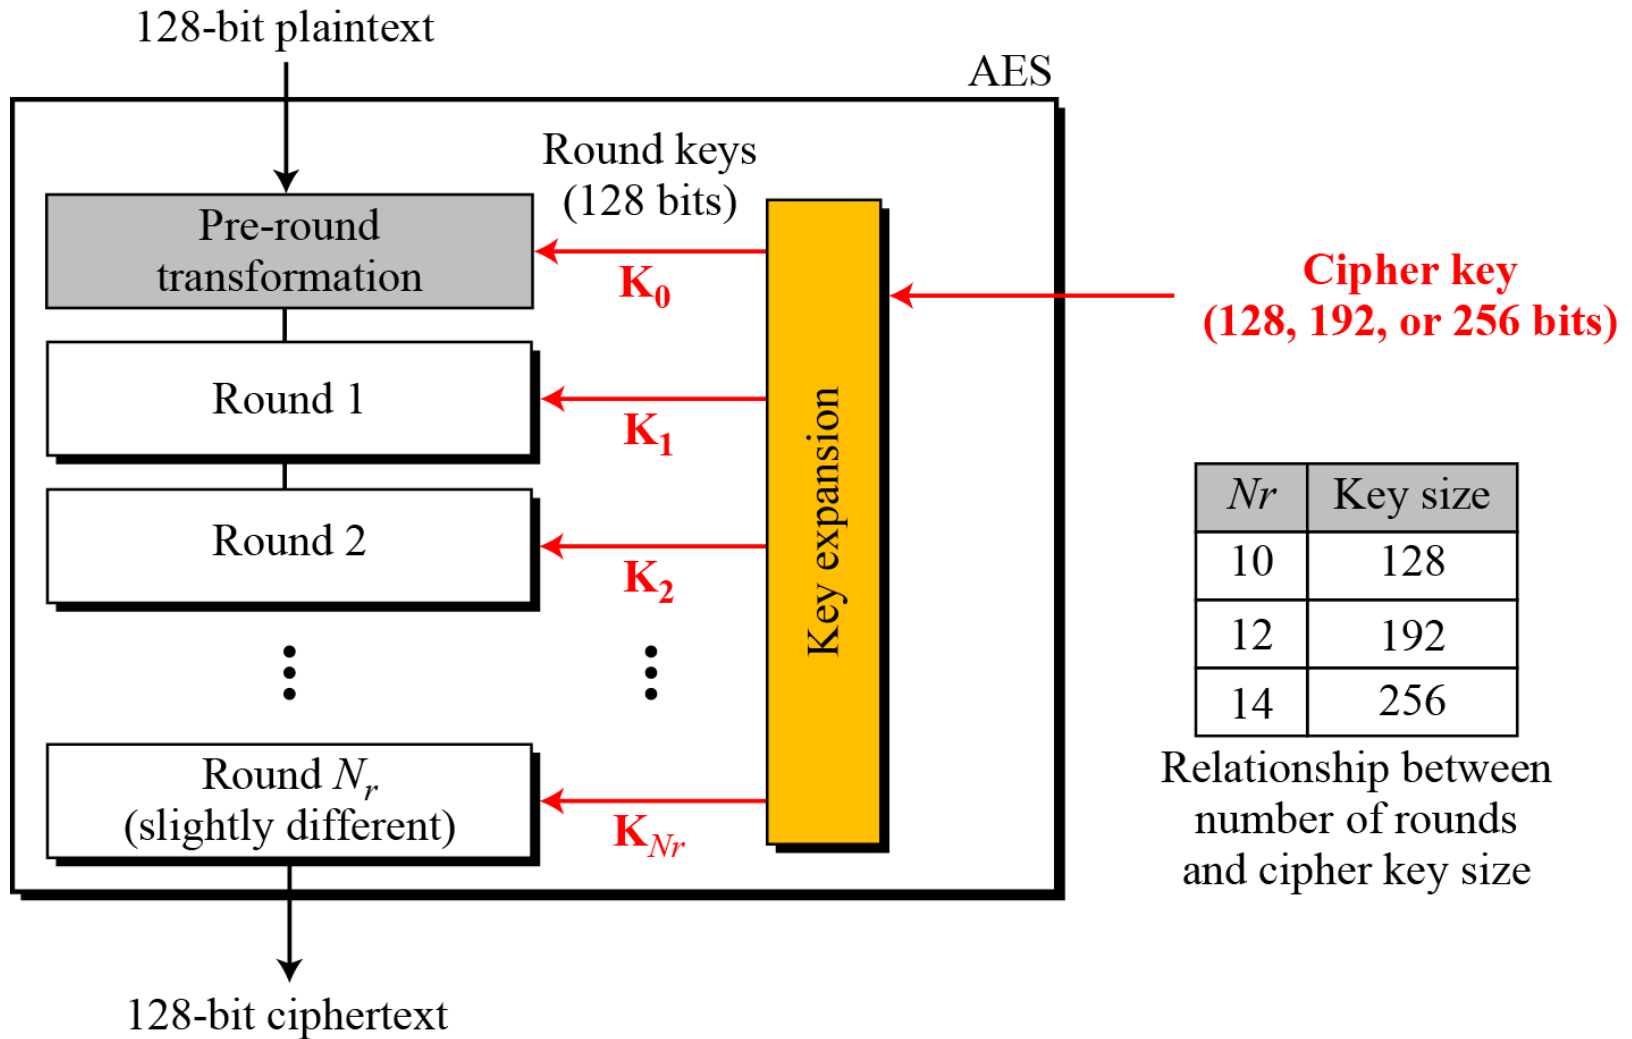 128-bit plaintext
AES
Round keys
(128 bits)
Pre-round
transformation
K0
Cipher key
(128, 192, or 256 bits)
Round 1
K1
Key expansion
Round 2
K2
Nr Key size
10 128
12 192
14 256
Relationship between
number of rounds
and cipher key size
Round Nr
(slightly different)
KNr
128-bit ciphertext